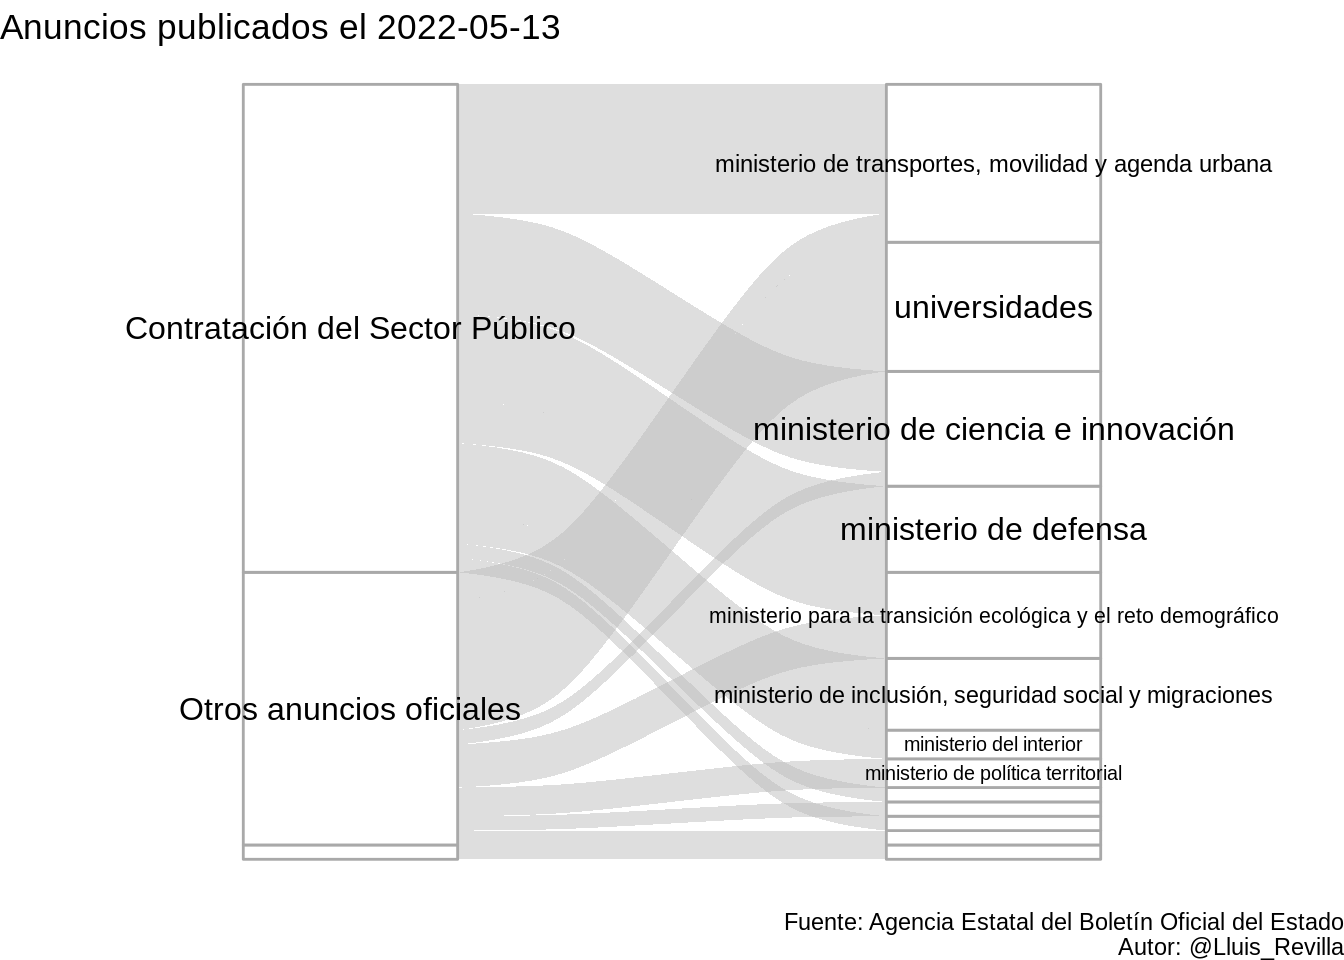 Anuncios publicados el 2022-05-13
ministerio de transportes, movilidad y agenda urbana
universidades
Contratación del Sector Público
ministerio de ciencia e innovación
ministerio de defensa
ministerio para la transición ecológica y el reto demográfico
ministerio de inclusión, seguridad social y migraciones
Otros anuncios oficiales
ministerio del interior
ministerio de política territorial
Fuente: Agencia Estatal del Boletín Oficial del Estado
Autor: @Lluis_Revilla